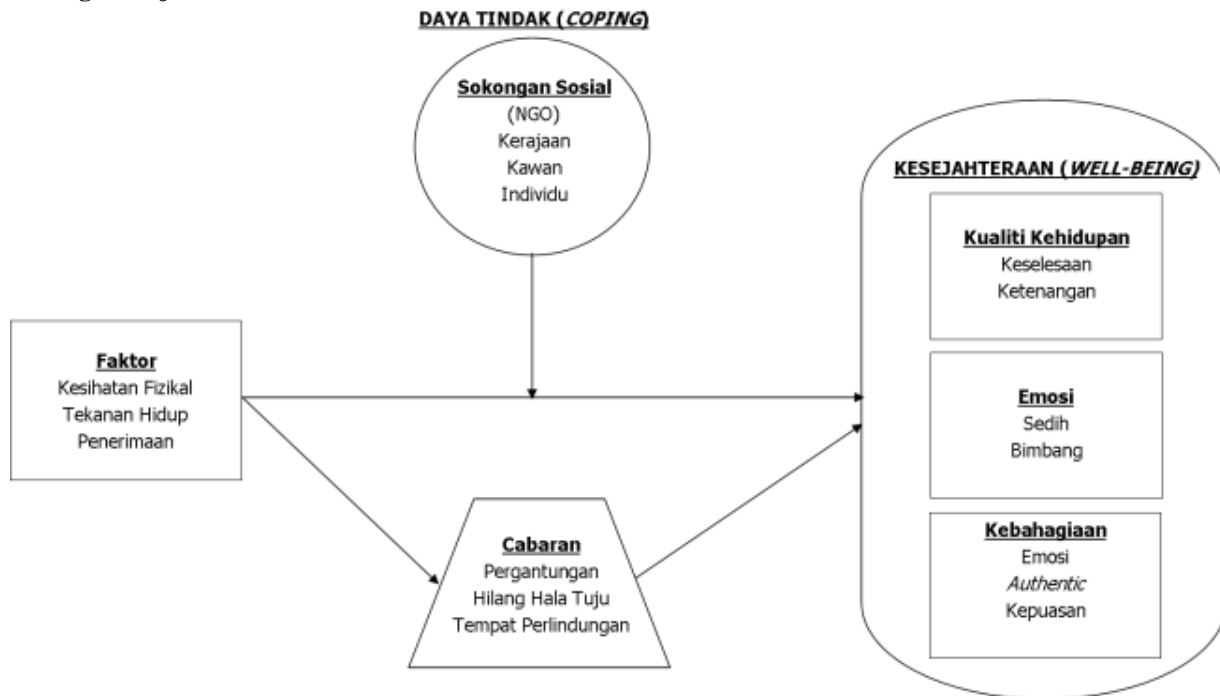 DAYA TINDAK (COPING)
Sokongan Sosial
(NGO)
Kerajaan
Kawan
Individu
Faktor
Kesihatan Fizikal
Tekanan Hidup
Penerimaan
Cabaran
Pergantungan
Hilang Hala Tuju
Tempat Perlindungan
KESEJAHTERAAN (WELL-BEING)
Kualiti Kehidupan
Keselesaan
Ketenangan
Emosi
Sedih
Bimbang
Kebahagiaan
Emosi
Authentic
Kepuasan